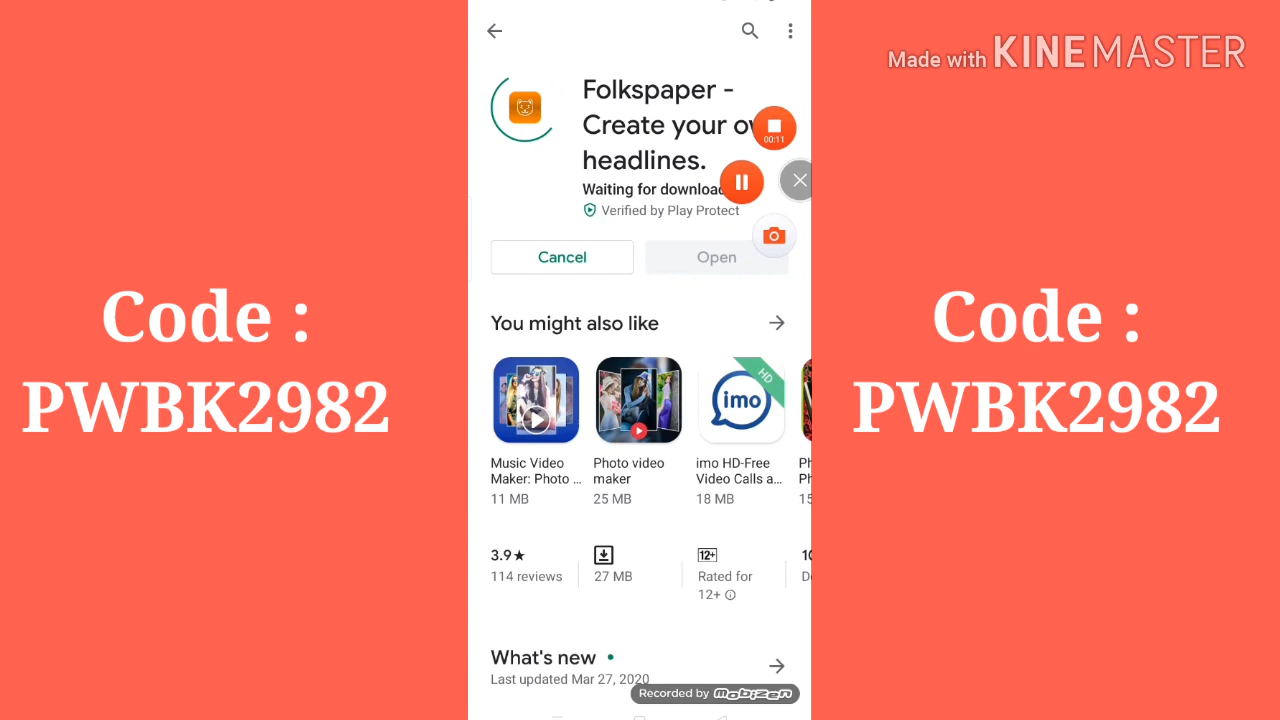 Made with KINEMASTER
Code :
PWBK2982
Folkspaper -
Create your
headlines.
Waiting for
Verified by Play Protect
00:11
Cancel
Open
You might also like
Music Video
Maker: Photo ...
11 MB
Photo video
maker
25 MB
HD
imo
imo HD-Free
Video Calls a...
18 MB
3.9★
114 reviews
27 MB
12+
Rated for
12+
What's new •
Last updated Mar 27, 2020
Recorded by MOBIZEN
Code :
PWBK2982